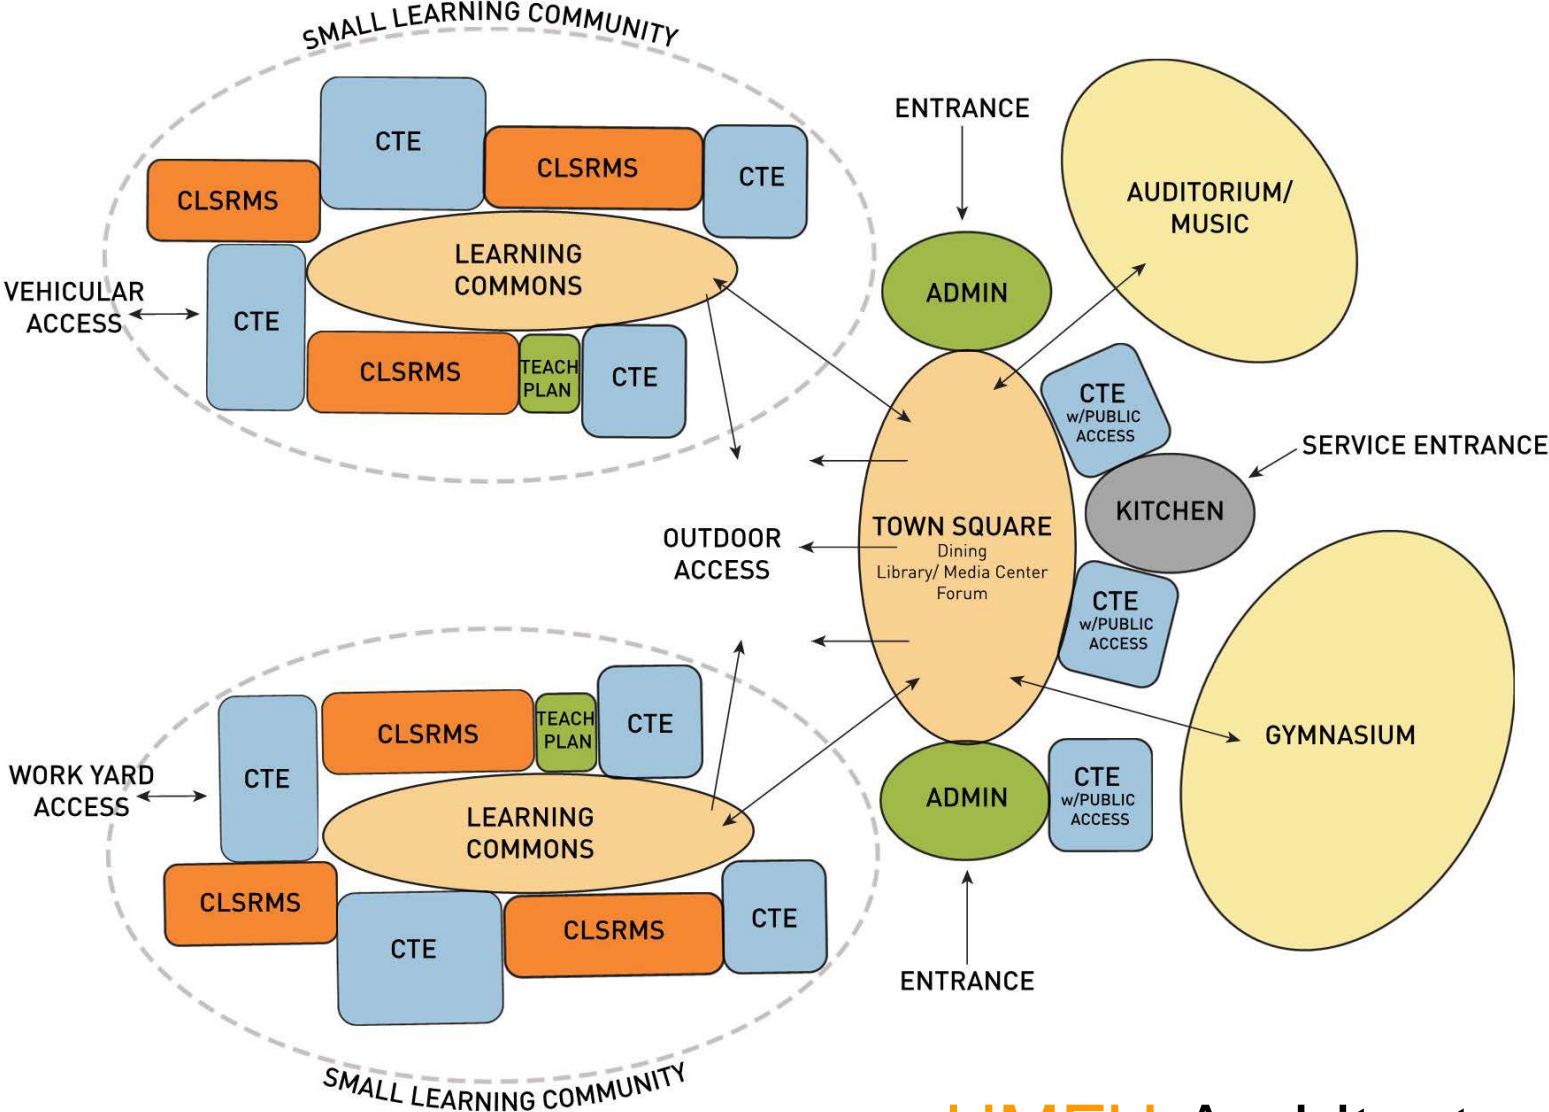 SMALL LEARNING COMMUNITY
CTE
CLSRMS
CTE
CLSRMS
LEARNING
COMMONS
VEHICULAR
ACCESS
CTE
CLSRMS
TEACH
PLAN
CTE
ENTRANCE
ADMIN
AUDITORIUM/
MUSIC
CTE
w/PUBLIC
ACCESS
SERVICE ENTRANCE
KITCHEN
OUTDOOR
ACCESS
TOWN SQUARE
Dining
Library/ Media Center
Forum
CTE
w/PUBLIC
ACCESS
GYMNASIUM
ADMIN
CTE
w/PUBLIC
ACCESS
ENTRANCE
CTE
CLSRMS
TEACH
PLAN
CTE
WORK YARD
ACCESS
LEARNING
COMMONS
CLSRMS
CTE
CLSRMS
CTE
SMALL LEARNING COMMUNITY